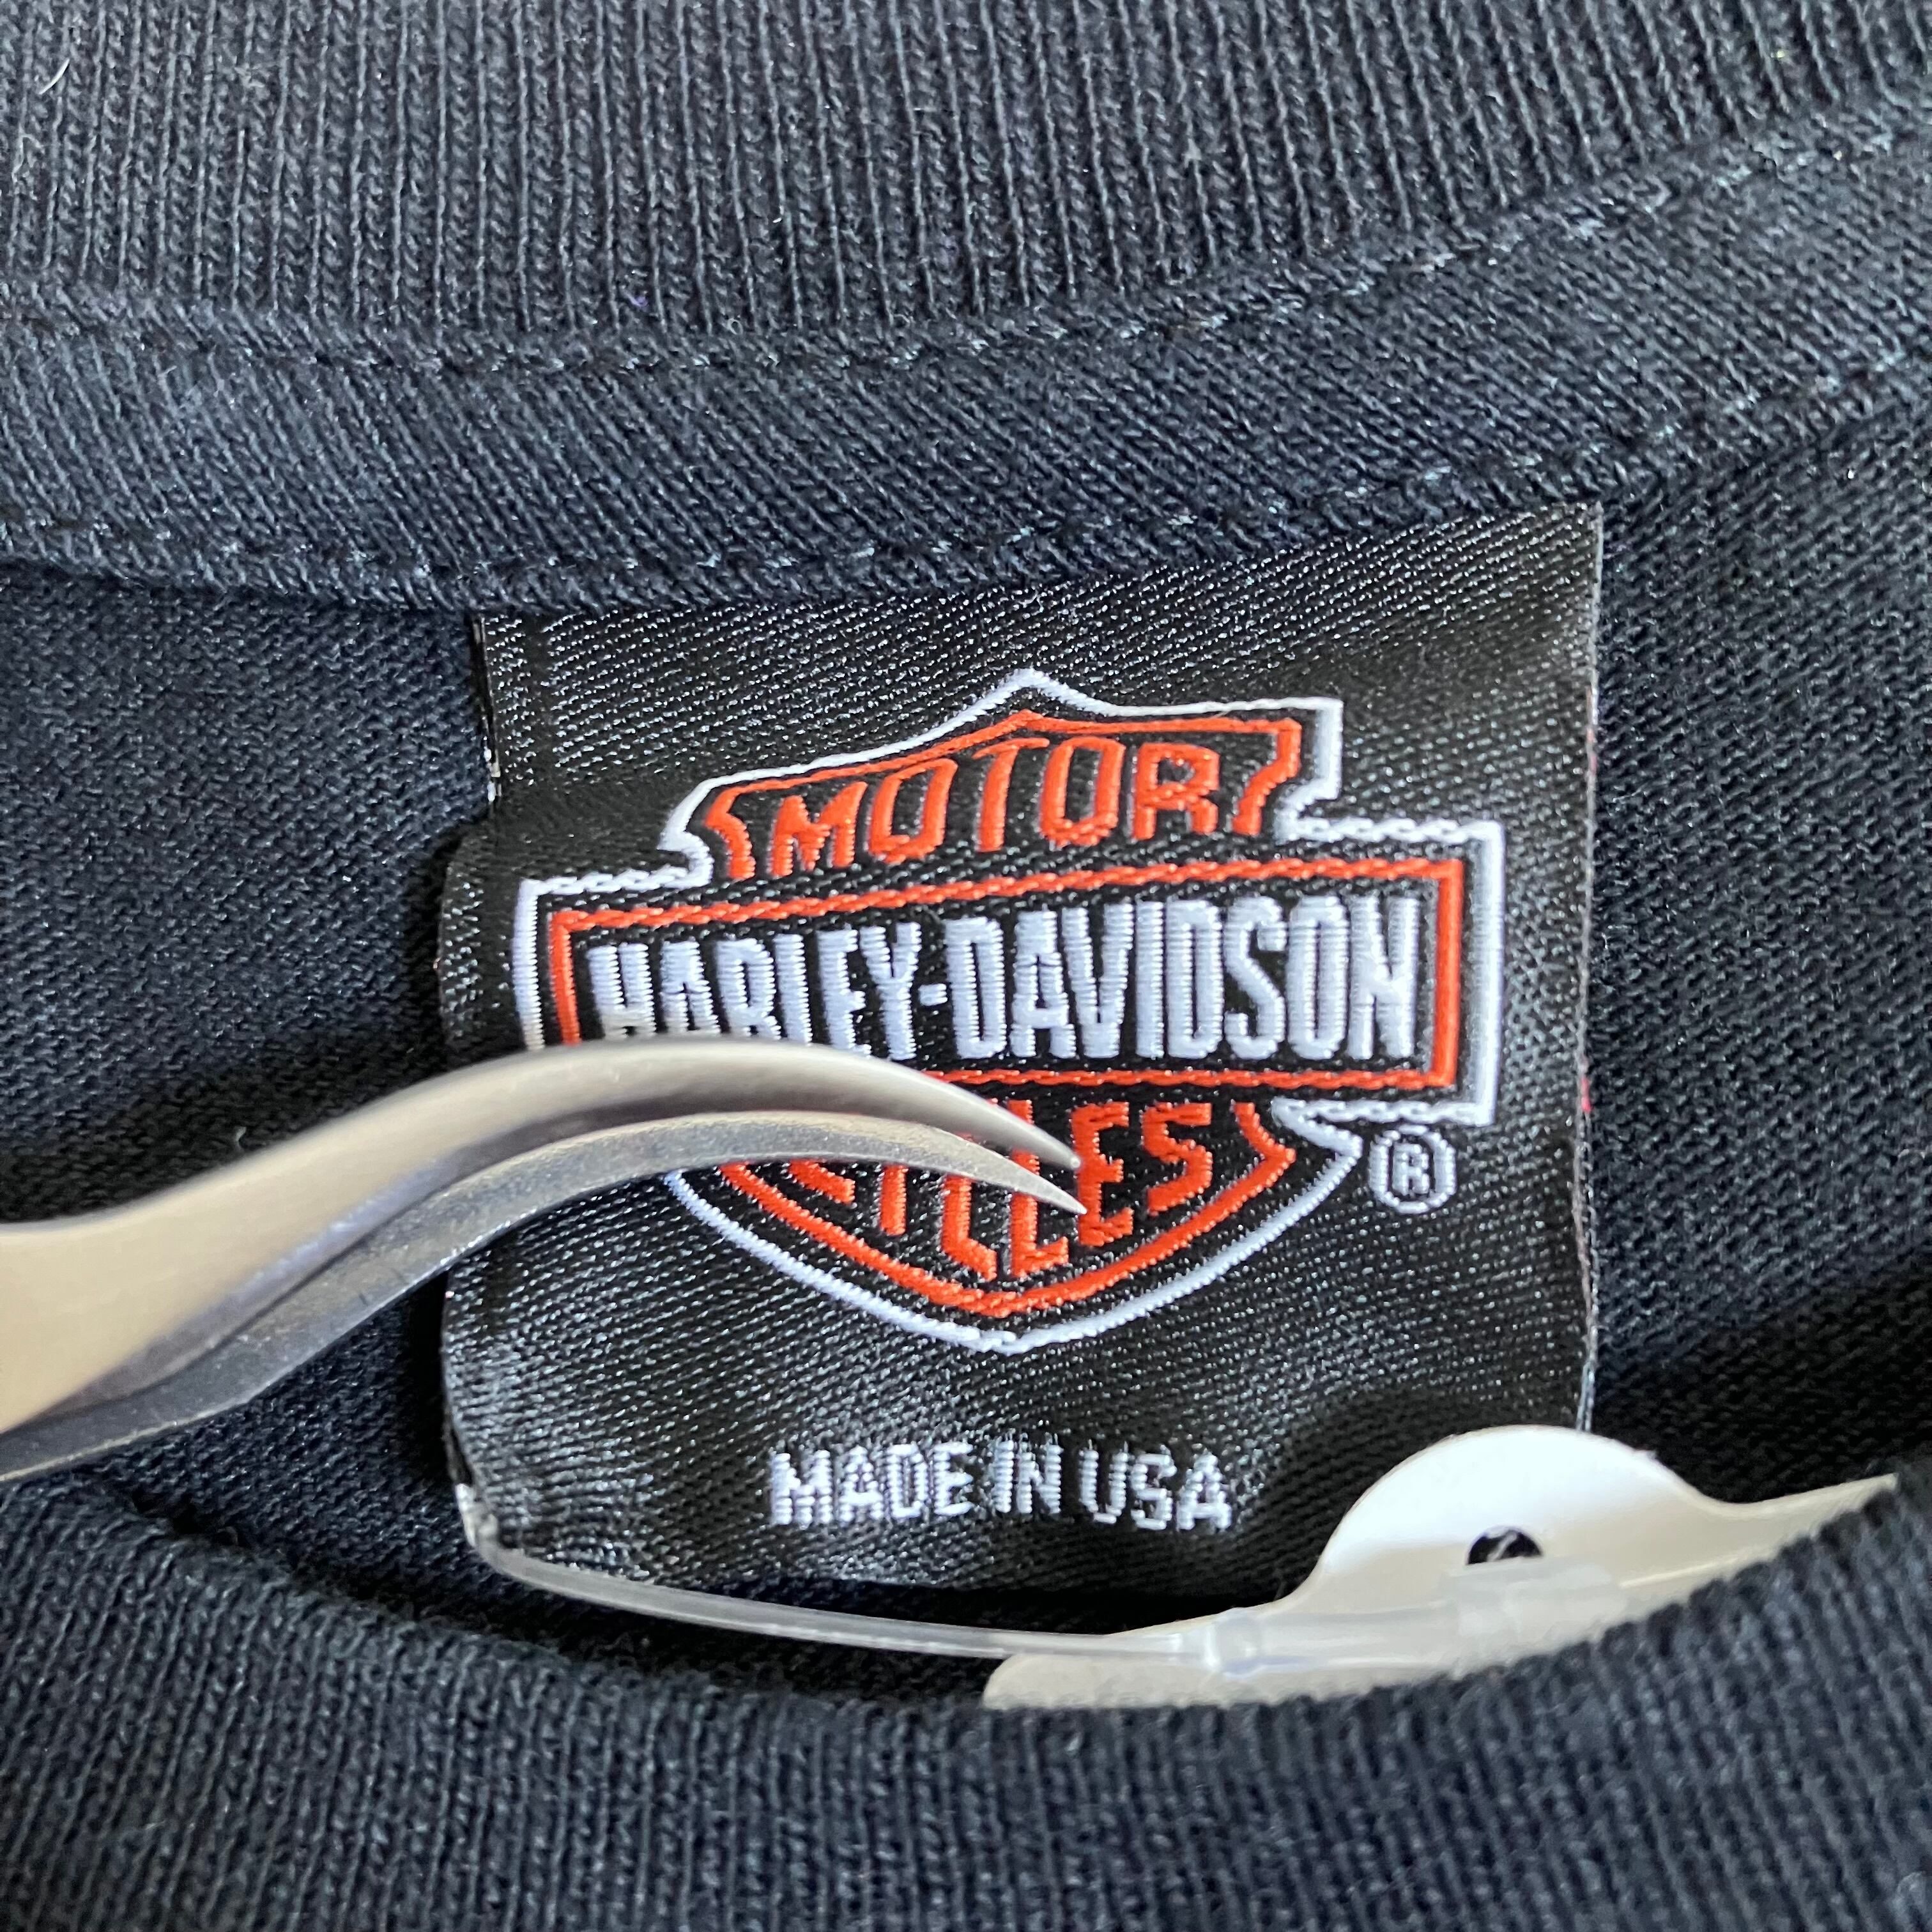 MOTOR
HARLEY-DAVIDSON
CYCLES
®
MADE IN USA